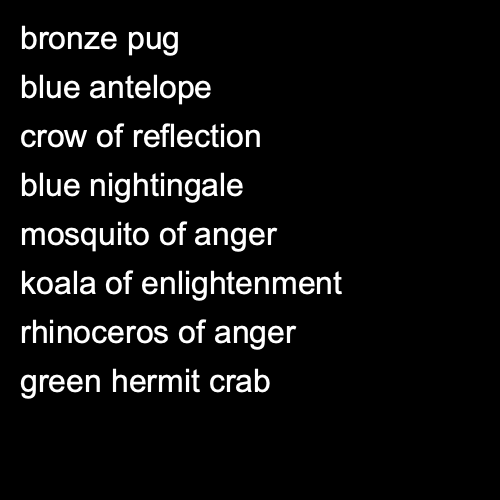 bronze pug
blue antelope
crow of reflection
blue nightingale
mosquito of anger
koala of enlightenment
rhinoceros of anger
green hermit crab